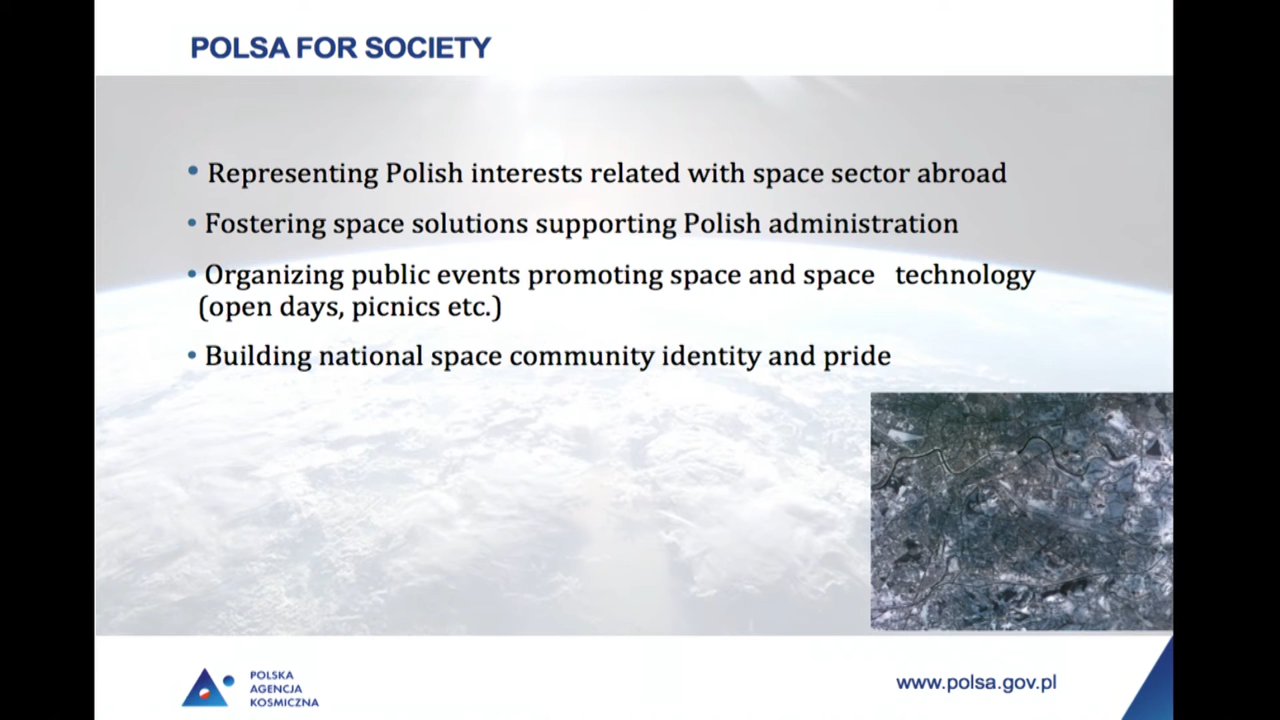 POLSA FOR SOCIETY
• Representing Polish interests related with space sector abroad
• Fostering space solutions supporting Polish administration
• Organizing public events promoting space and space technology
(open days, picnics etc.)
• Building national space community identity and pride
POLSKA
AGENCJA
KOSMICZNA
www.polsa.gov.pl